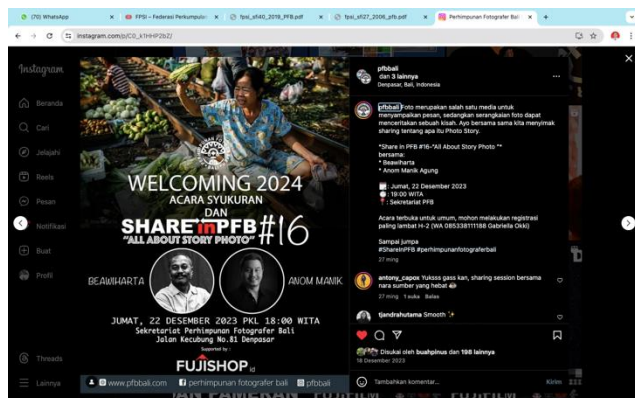 (70) WhatsApp
FPSI – Federasi Perkumpulan
fpsi_sfi40_2019_PFB.pdf
fpsi_sfi27_2006_pfb.pdf
Perhimpunan Fotografer Bali
instagram.com/p/C0_k1HHP2bZ/
Instagram
Beranda
Cari
Jelajahi
Reels
Pesan
Notifikasi
Buat
Profil
Threads
Lainnya
WELCOMING 2024
ACARA SYUKURAN
DAN
SHARE in PFB #16
"ALL ABOUT STORY PHOTO"
BEAWIHARTA
ANOM MANIK
JUMAT, 22 DESEMBER 2023 PKL 18:00 WITA
Sekretariat Perhimpunan Fotografer Bali
Jalan Kecubung No.81 Denpasar
Supported by :
FUJISHOP.id
www.pfbbali.com
perhimpunan fotografer bali
pfbbali
pfbbali
dan 3 lainnya
Denpasar, Bali, Indonesia
pfbbali Foto merupakan salah satu media untuk
menyampaikan pesan, sedangkan serangkaian foto dapat
menceritakan sebuah kisah. Ayo bersama sama kita menyimak
sharing tentang apa itu Photo Story.
"Share in PFB #16-"All About Story Photo "*
bersama:
* Beawiharta
* Anom Manik Agung
: Jumat, 22 Desember 2023
: 19:00 WITA
: Sekretariat PFB
Acara terbuka untuk umum, mohon melakukan registrasi
paling lambat H-2 (WA 085338111188 Gabriella Okki)
Sampai jumpa
#ShareInPFB #perhimpunanfotograferbali
27 ming
antony_capox Yuksss gass kan, sharing session bersama
nara sumber yang hebat
27 ming 1 suka Balas
tjandrahutama Smooth
Disukai oleh buahpinus dan 198 lainnya
18 Desember 2023
Tambahkan komentar...
Kirim